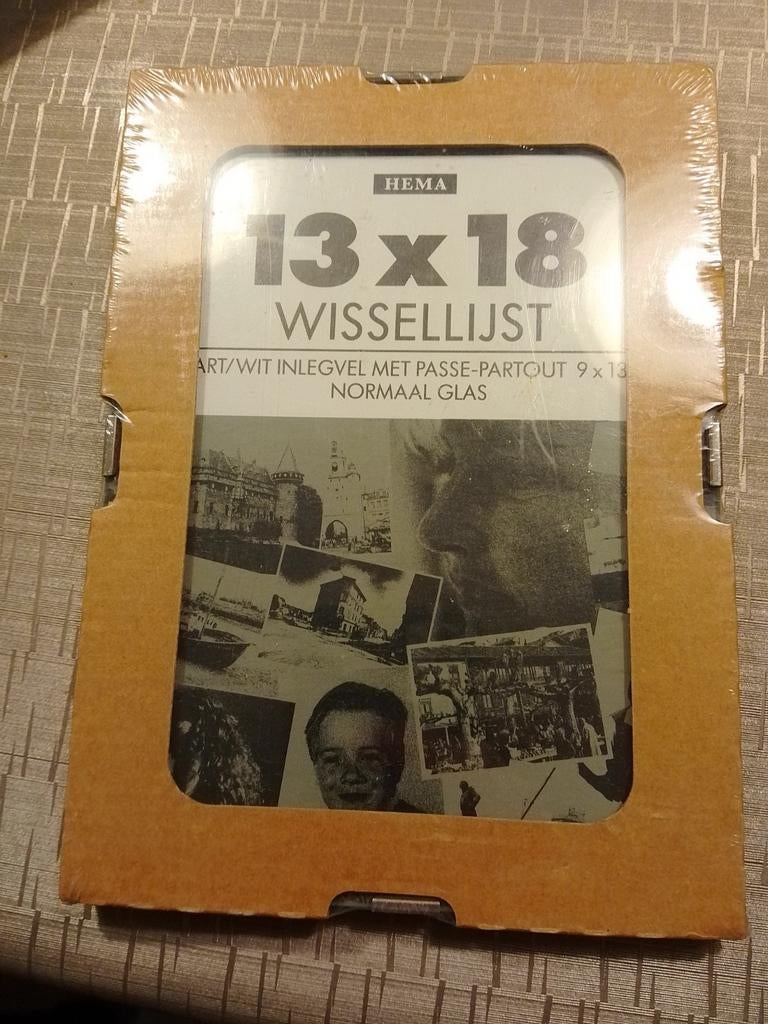 HEMA
13 x 18
WISSELLIJST
ART/WIT INLEGVEL MET PASSE-PARTOUT 9 x 13
NORMAAL GLAS